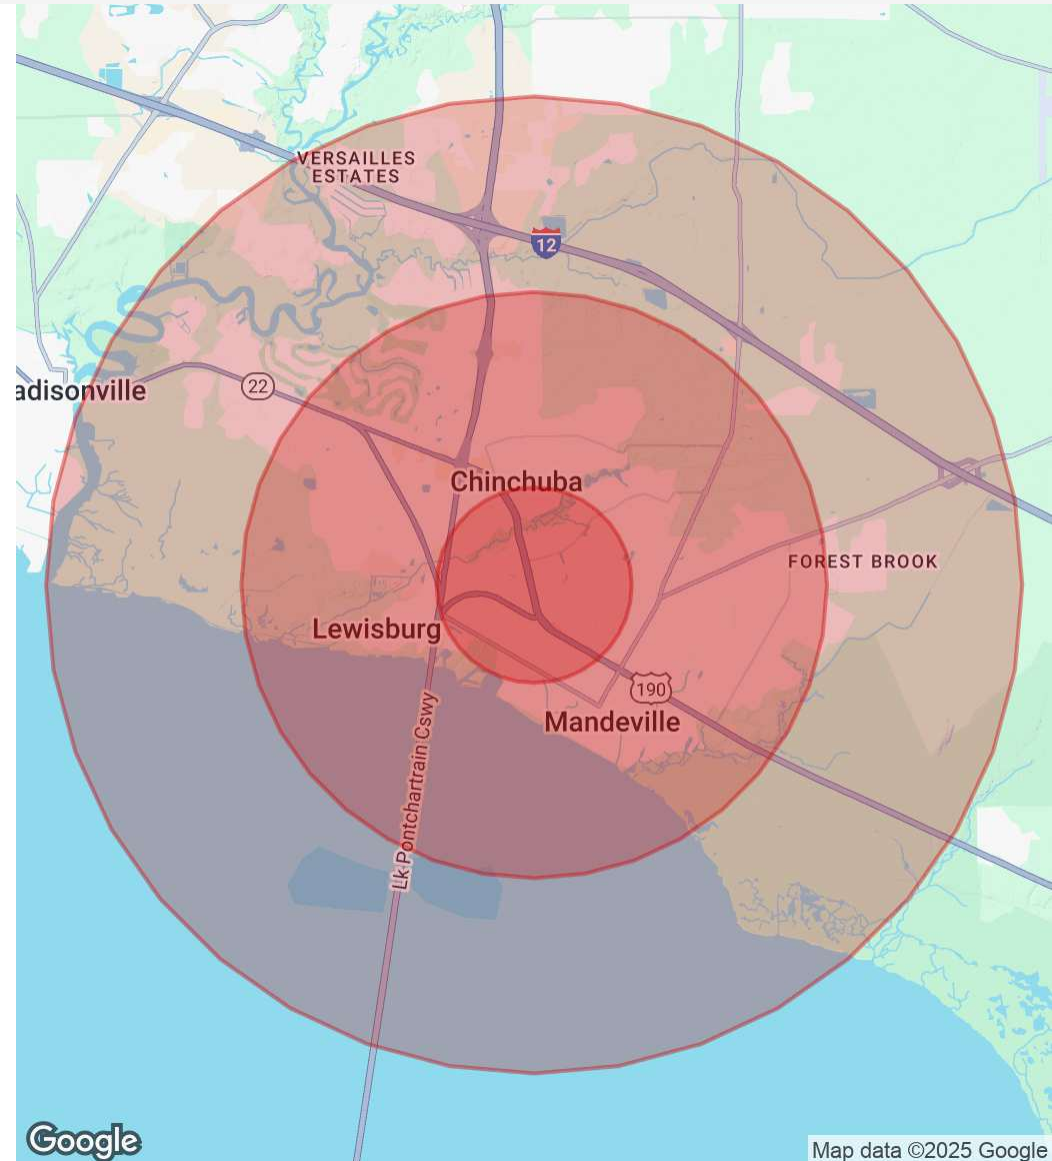 VERSAILLES
ESTATES
12
22
adisonville
Chinchuba
FOREST BROOK
Lewisburg
190
Mandeville
Lk Pontchartrain Cswy
Google
Map data ©2025 Google